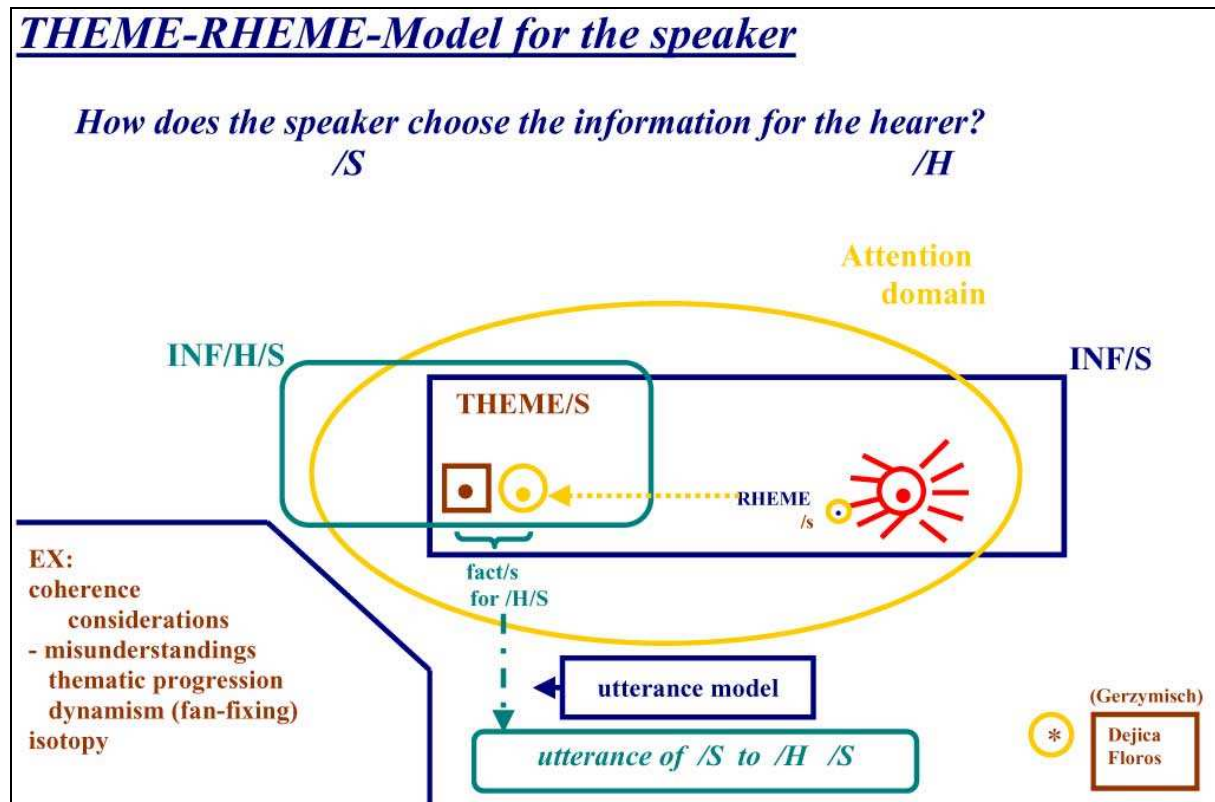 THEME-RHEME-Model for the speaker
How does the speaker choose the information for the hearer?
/S /H
Attention
domain
INF/H/S
INF/S
THEME/S
RHEME
/s
fact/s
for /H/S
EX:
coherence
considerations
- misunderstandings
thematic progression
dynamism (fan-fixing)
isotopy
utterance model
utterance of /S to /H /S
(Gerzymisch)
*
Dejica
Floros